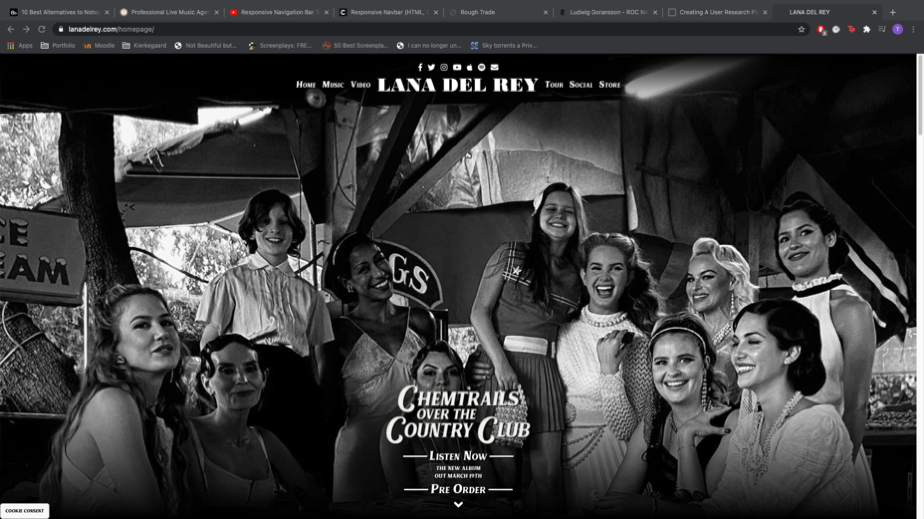 10 Best Alternatives to
Professional Live Music Age
Responsive Navigation Bar
Responsive Navbar (HTML,
Rough Trade
Ludwig Goransson - ROC N
Creating A User Research P
LANA DEL REY
lanadelrey.com/homepage/
Apps
Portfolio
Moodle
Kierkegaard
Not Beautiful but...
Screenplays: FRE...
50 Best Screenpla...
I can no longer un...
Sky torrents a Priv...
HOME MUSIC VIDEO LANA DEL REY TOUR SOCIAL STORE
CE
EAM
GS
CHEMTRAILS
OVER THE
COUNTRY CLUB
LISTEN NOW
THE NEW ALBUM
OUT MARCH 19TH
PRE ORDER
COOKIE CONSENT